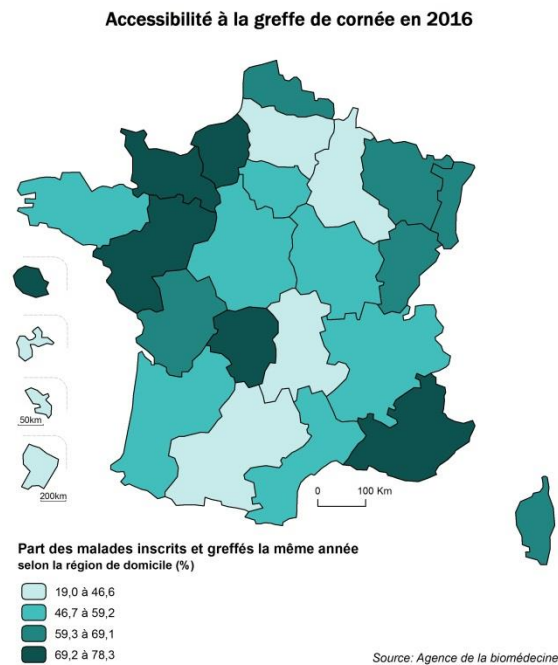 Accessibilité à la greffe de cornée en 2016
50km
200km
0 100 Km
Part des malades inscrits et greffés la même année
selon la région de domicile (%)
19,0 à 46,6
46,7 à 59,2
59,3 à 69,1
69,2 à 78,3
Source: Agence de la biomédecine